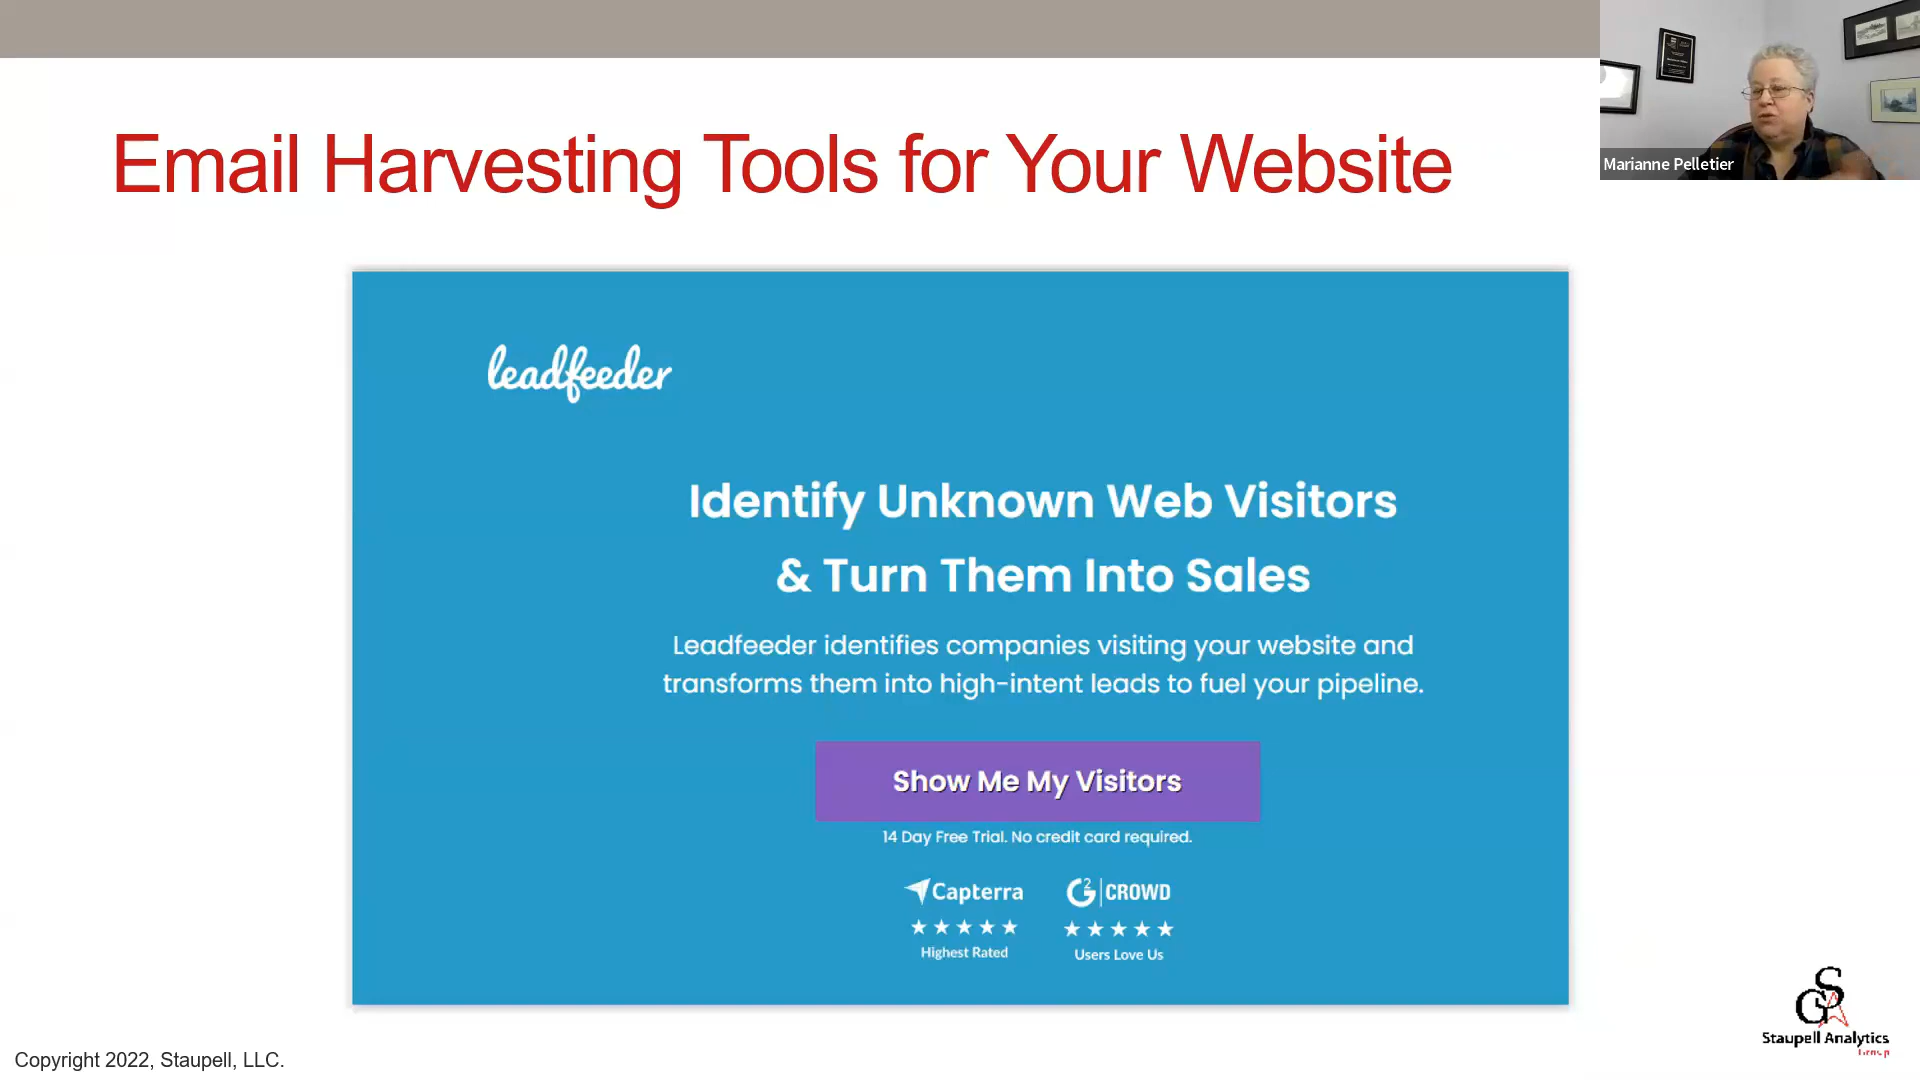 Email Harvesting Tools for Your Website
Marianne Pelletier
leadfeeder
Identify Unknown Web Visitors
& Turn Them Into Sales
Leadfeeder identifies companies visiting your website and
transforms them into high-intent leads to fuel your pipeline.
Show Me My Visitors
14 Day Free Trial. No credit card required.
Capterra
Highest Rated
G2 | CROWD
Users Love Us
SGA
Staupell Analytics
Group
Copyright 2022, Staupell, LLC.